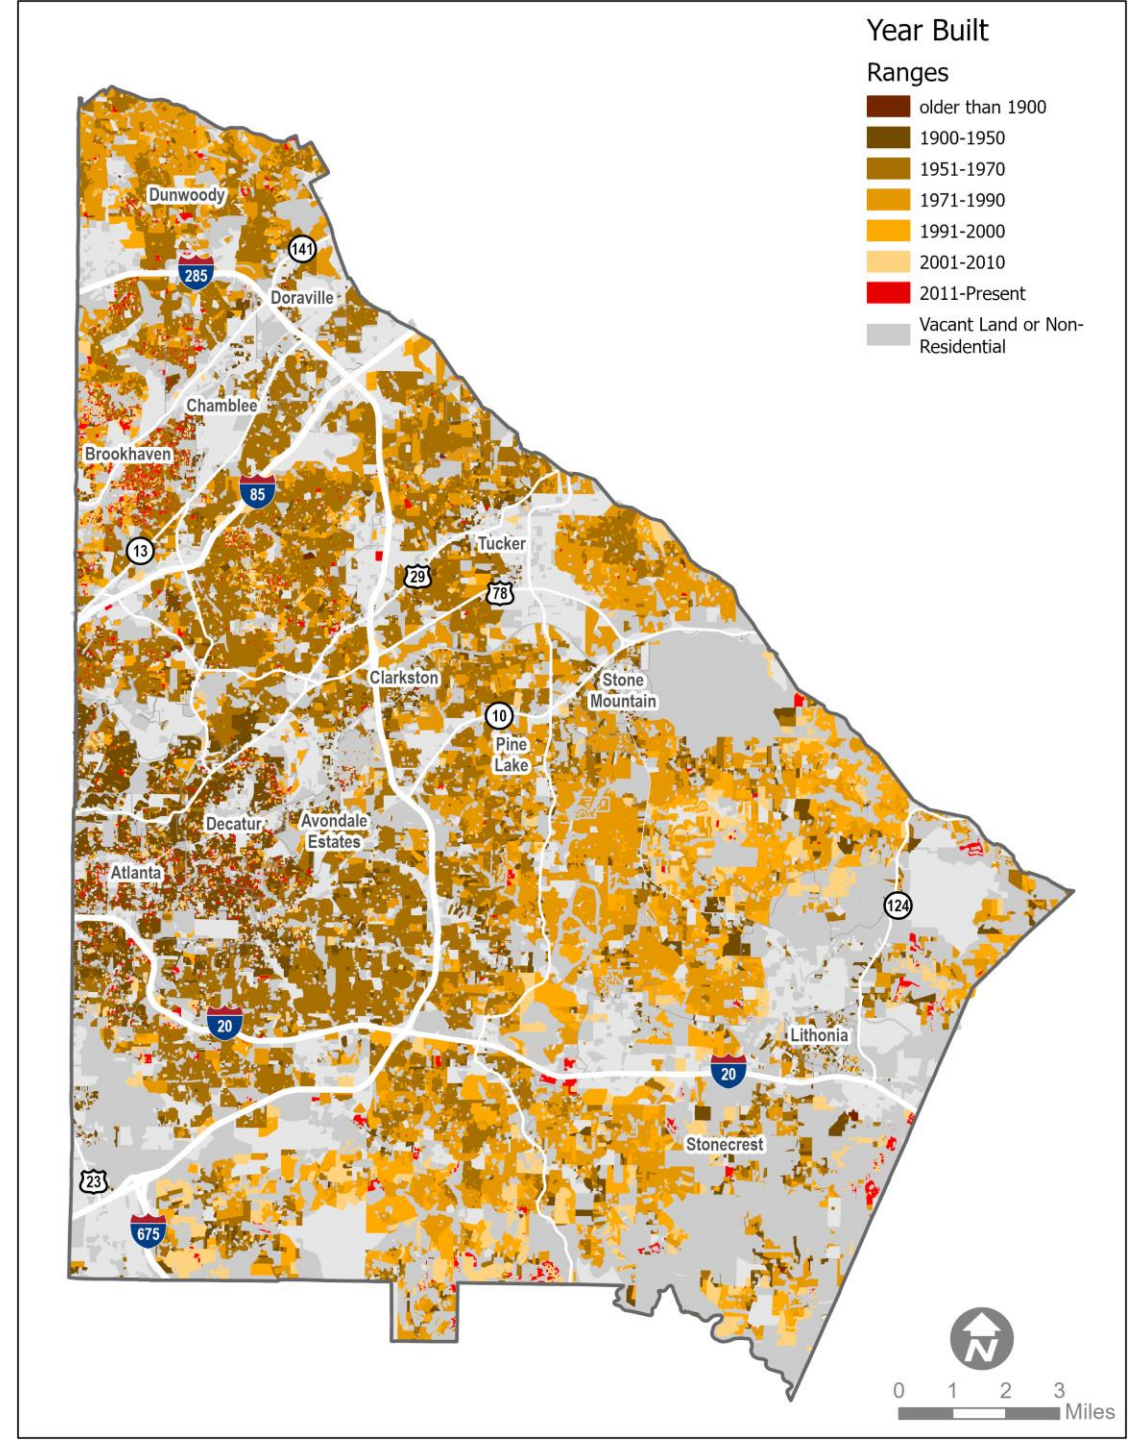 Year Built
Ranges
older than 1900
1900-1950
1951-1970
1971-1990
1991-2000
2001-2010
2011-Present
Vacant Land or Non-
Residential
Dunwoody
141
285
Doraville
Chamblee
Brookhaven
85
13
Tucker
29
78
Clarkston
Stone
Mountain
10
Pine
Lake
Decatur
Avondale
Estates
Atlanta
124
20
Lithonia
20
Stonecrest
23
675
N
0 1 2 3
Miles